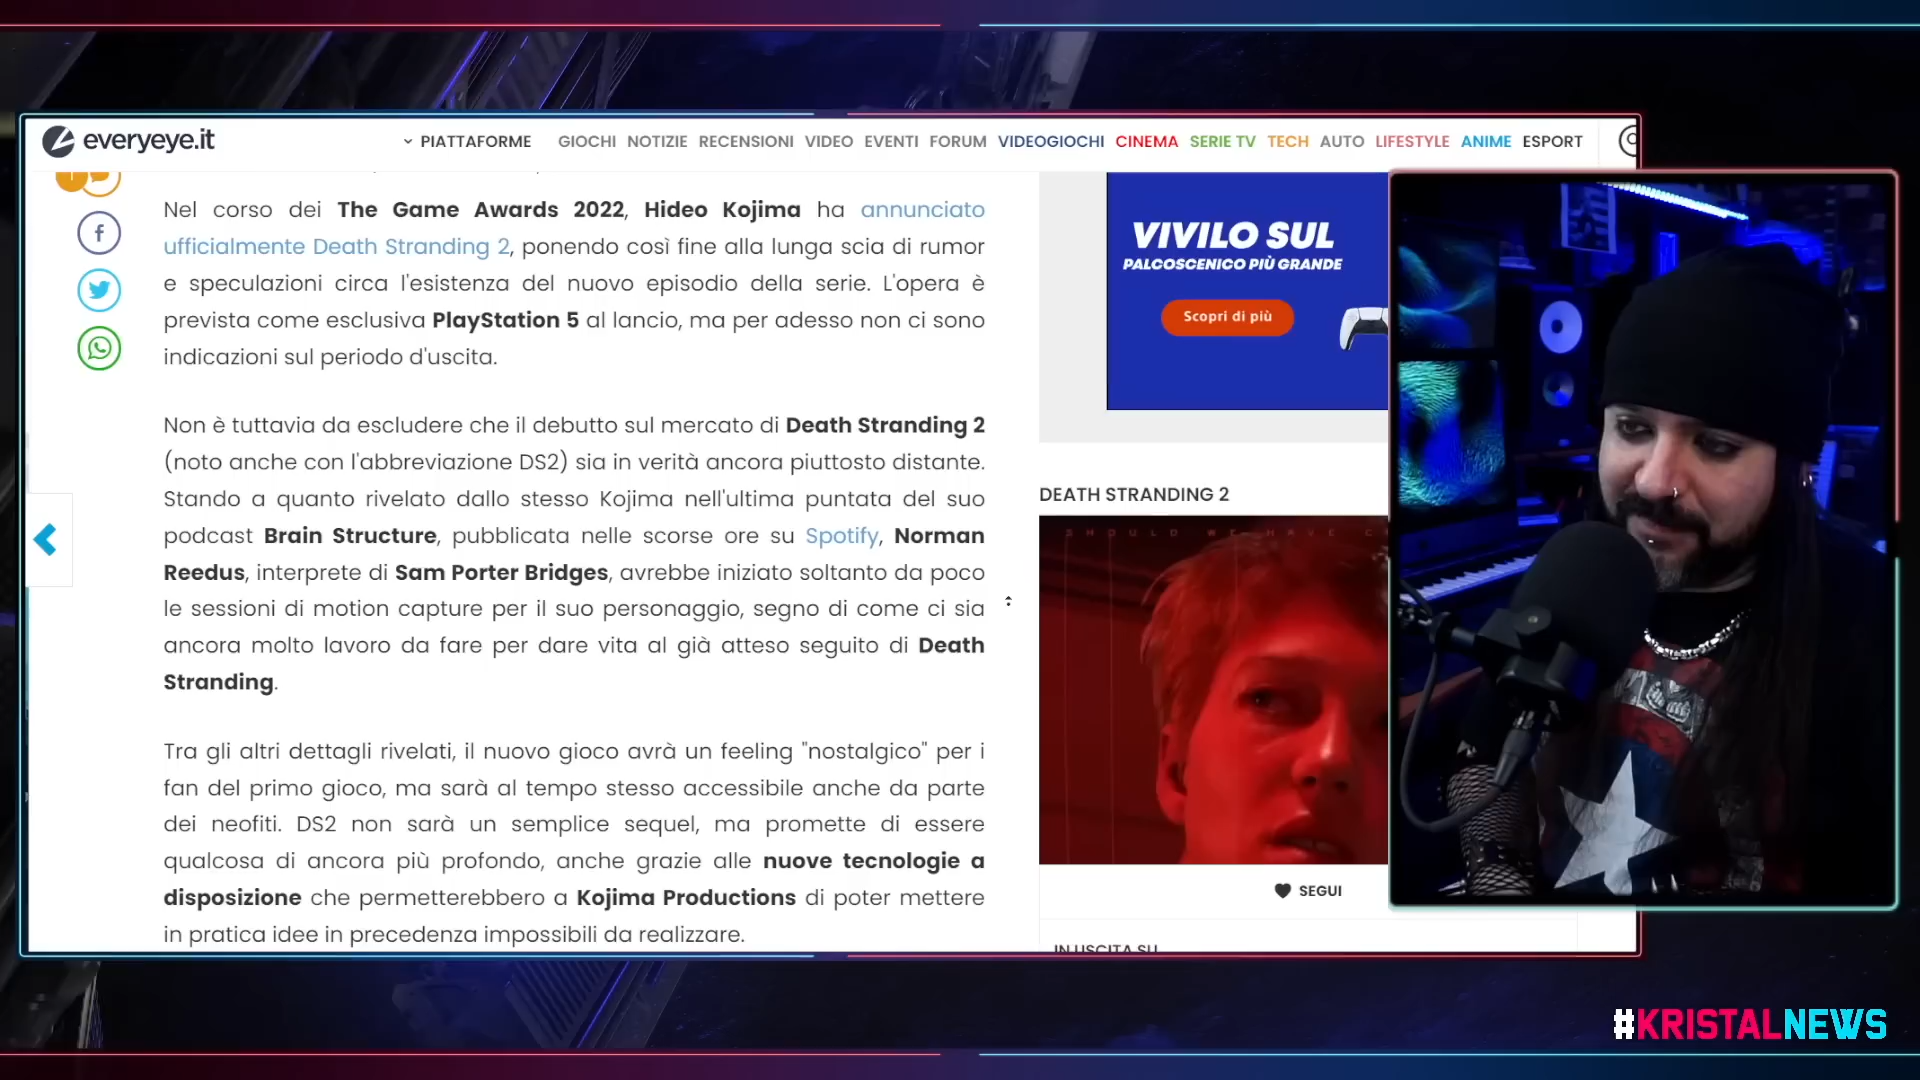 everyeye.it
PIATTAFORME GIOCHI NOTIZIE RECENSIONI VIDEO EVENTI FORUM VIDEOGIOCHI CINEMA SERIE TV TECH AUTO LIFESTYLE ANIME ESPORT
Nel corso dei The Game Awards 2022, Hideo Kojima ha annunciato
ufficialmente Death Stranding 2, ponendo così fine alla lunga scia di rumor
e speculazioni circa l'esistenza del nuovo episodio della serie. L'opera è
prevista come esclusiva PlayStation 5 al lancio, ma per adesso non ci sono
indicazioni sul periodo d'uscita.
Non è tuttavia da escludere che il debutto sul mercato di Death Stranding 2
(noto anche con l'abbreviazione DS2) sia in verità ancora piuttosto distante.
Stando a quanto rivelato dallo stesso Kojima nell'ultima puntata del suo
podcast Brain Structure, pubblicata nelle scorse ore su Spotify, Norman
Reedus, interprete di Sam Porter Bridges, avrebbe iniziato soltanto da poco
le sessioni di motion capture per il suo personaggio, segno di come ci sia
ancora molto lavoro da fare per dare vita al già atteso seguito di Death
Stranding.
Tra gli altri dettagli rivelati, il nuovo gioco avrà un feeling "nostalgico" per i
fan del primo gioco, ma sarà al tempo stesso accessibile anche da parte
dei neofiti. DS2 non sarà un semplice sequel, ma promette di essere
qualcosa di ancora più profondo, anche grazie alle nuove tecnologie a
disposizione che permetterebbero a Kojima Productions di poter mettere
in pratica idee in precedenza impossibili da realizzare.
VIVILO SUL
PALCOSCENICO PIÙ GRANDE
Scopri di più
DEATH STRANDING 2
SHOULD WE HAVE C
SEGUI
IN USCITA SU
#KRISTALNEWS